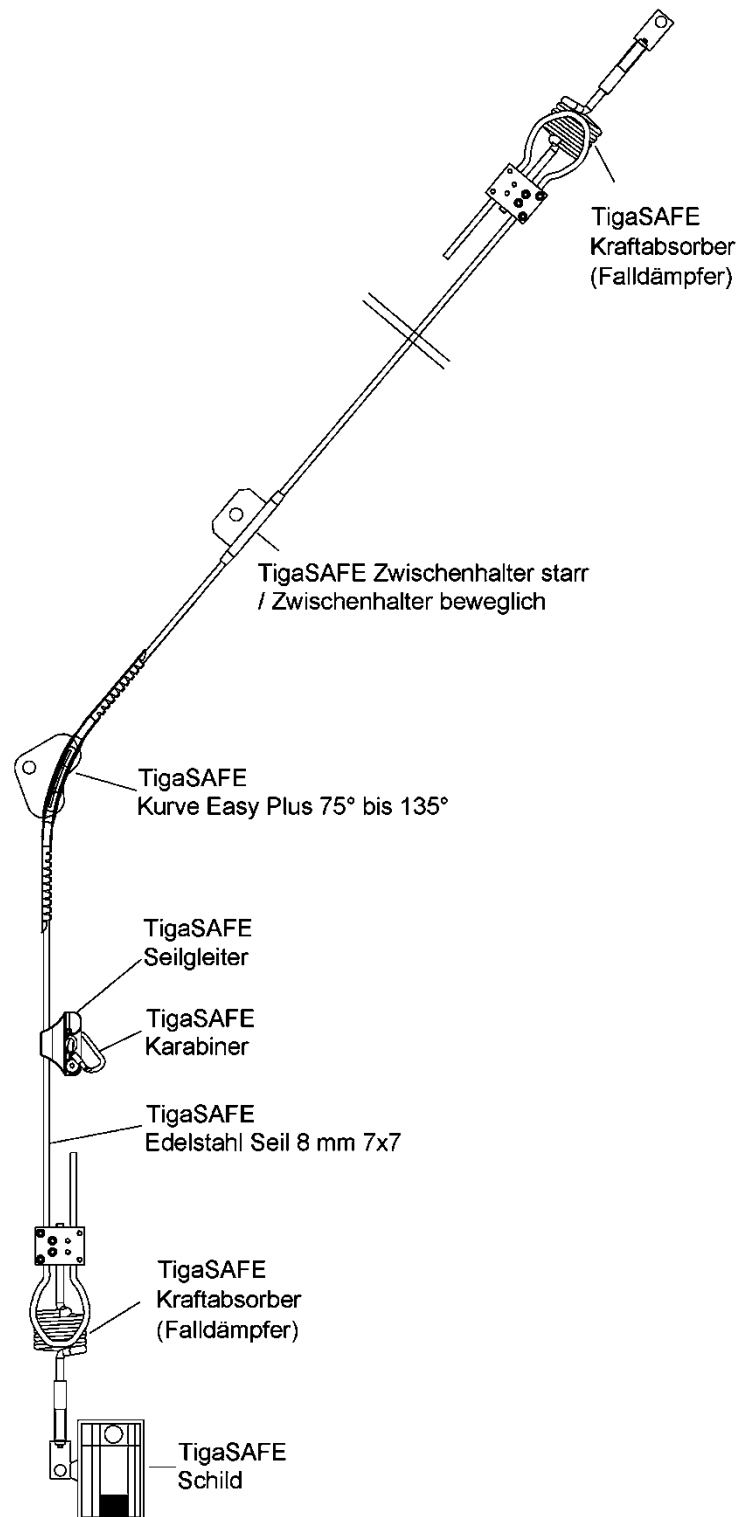 TigaSAFE
Kraftabsorber
(Falldämpfer)
TigaSAFE Zwischenhalter starr
/ Zwischenhalter beweglich
TigaSAFE
Kurve Easy Plus 75° bis 135°
TigaSAFE
Seilgleiter
TigaSAFE
Karabiner
TigaSAFE
Edelstahl Seil 8 mm 7x7
TigaSAFE
Kraftabsorber
(Falldämpfer)
TigaSAFE
Schild